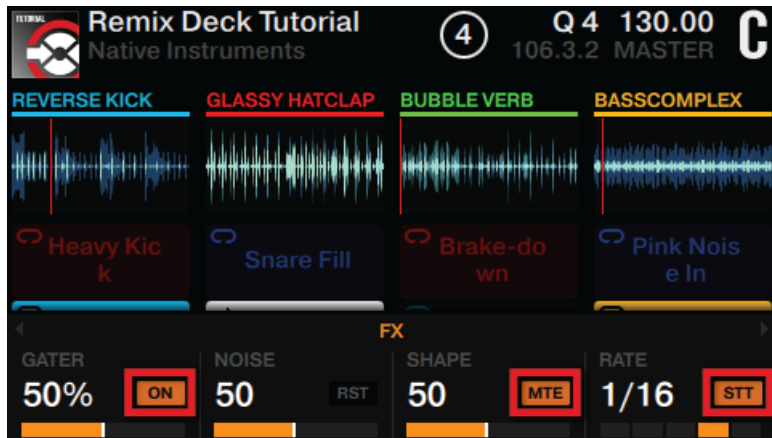 TUTORIAL
Remix Deck Tutorial
Native Instruments
4
Q 4 130.00
106.3.2 MASTER
C
REVERSE KICK GLASSY HATCLAP BUBBLE VERB BASSCOMPLEX
Heavy Kic
k
Snare Fill
Brake-do
wn
Pink Nois
e In
FX
GATER NOISE SHAPE RATE
50% ON 50 RST 50 MTE 1/16 STT